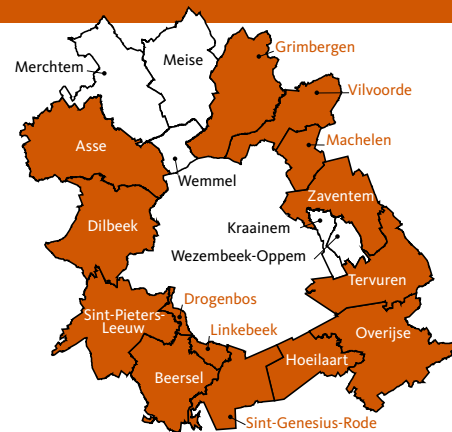 Grimbergen
Meise
Merchtem
Vilvoorde
Machelen
Asse
Wemmel
Zaventem
Dilbeek
Kraainem
Wezembeek-Oppem
Tervuren
Drogenbos
Sint-Pieters-
Leeuw
Linkebeek
Overijse
Hoeilaart
Beersel
Sint-Genesius-Rode